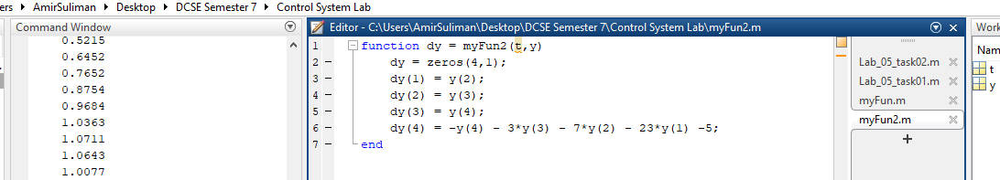 ers ▸ AmirSuliman ▸ Desktop ▸ DCSE Semester 7 ▸ Control System Lab
Command Window
0.5215
0.6452
0.7652
0.8754
0.9684
1.0363
1.0711
1.0643
1.0077
Editor - C:\Users\AmirSuliman\Desktop\DCSE Semester 7\Control System Lab\myFun2.m
1 function dy = myFun2(t,y)
2 - dy = zeros(4,1);
3 - dy(1) = y(2);
4 - dy(2) = y(3);
5 - dy(3) = y(4);
6 - dy(4) = -y(4) - 3*y(3) - 7*y(2) - 23*y(1) -5;
7 - end
Lab_05_task02.m
Lab_05_task01.m
myFun.m
myFun2.m
+
Work
Nam
t
y